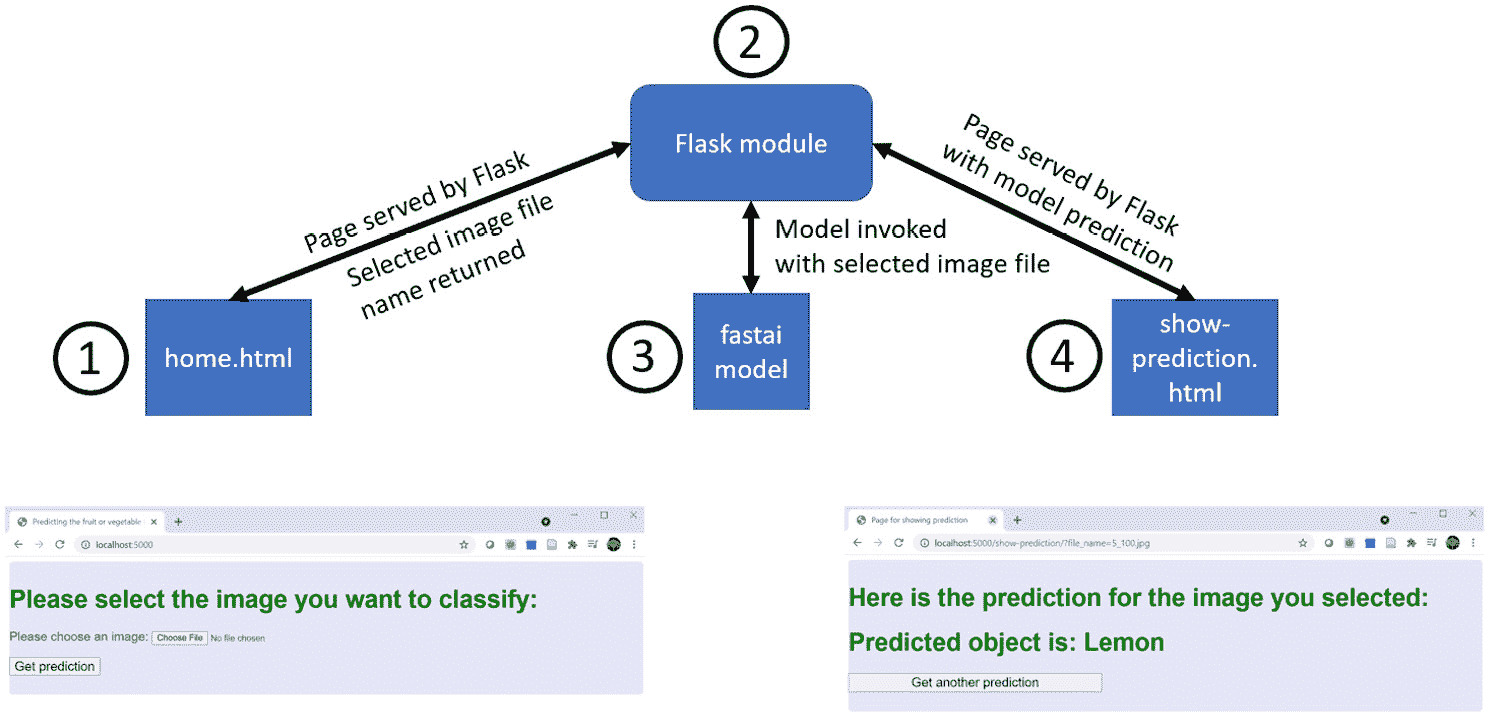 2
Flask module
Page served by Flask
Selected image file
name returned
Model invoked
with selected image file
Page served by Flask
with model prediction
1
home.html
3
fastai
model
4
show-
prediction.
html
Predicting the fruit or vegetable
localhost:5000
Please select the image you want to classify:
Please choose an image: Choose File No file chosen
Get prediction
Page for showing prediction
localhost:5000/show-prediction/?file_name=5_100.jpg
Here is the prediction for the image you selected:
Predicted object is: Lemon
Get another prediction